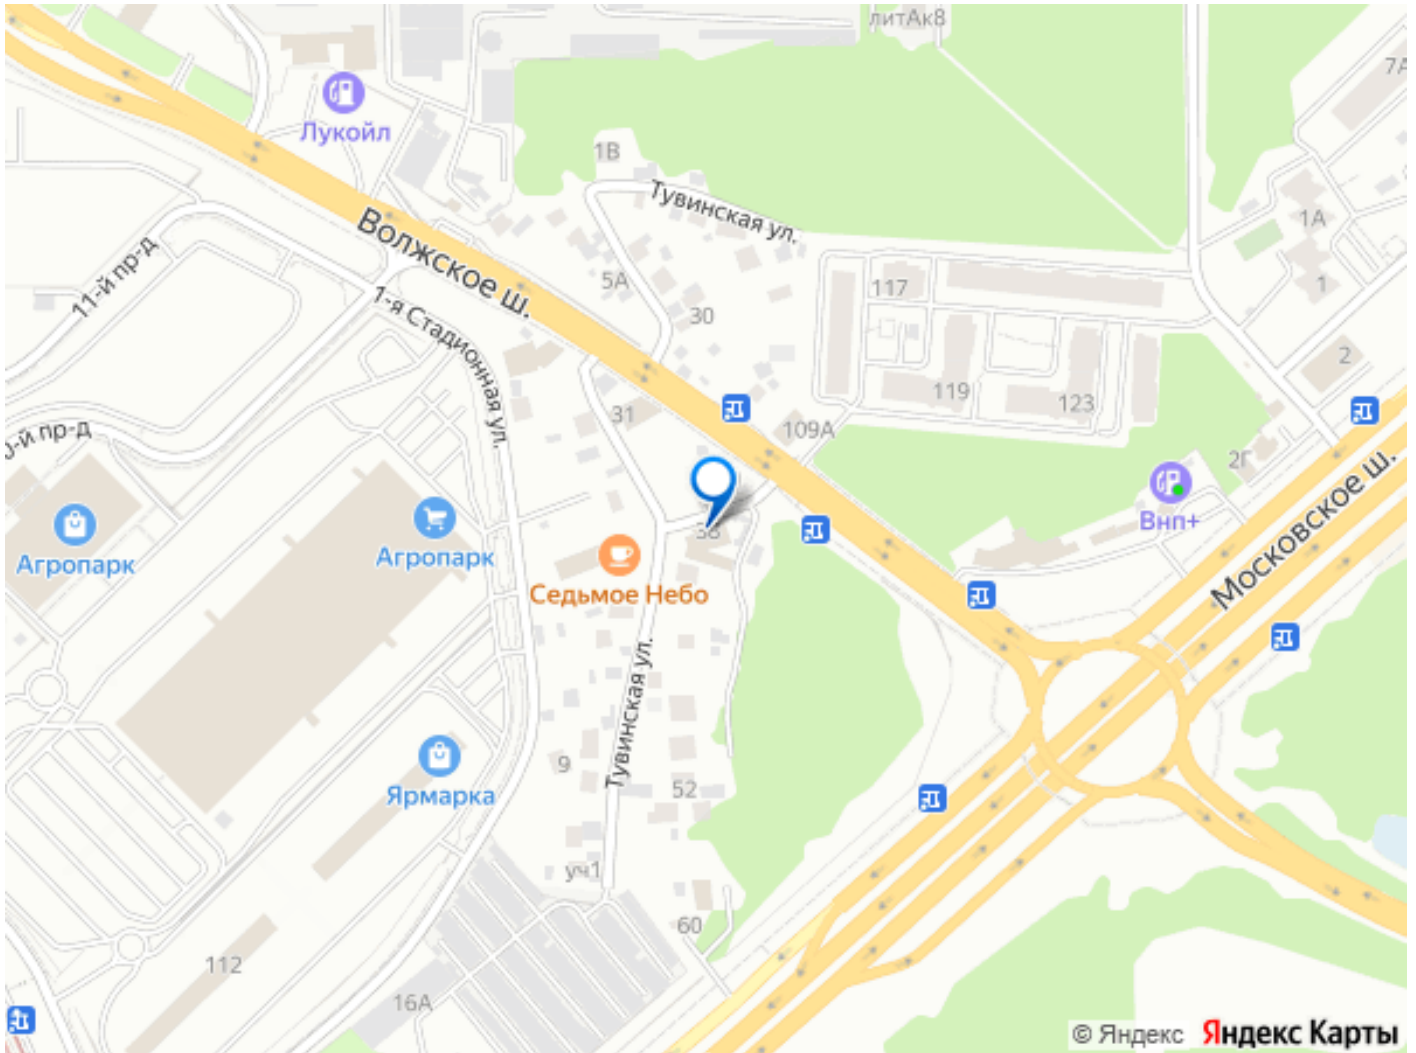 литАк8
7А
Лукойл
1В
Тувинская ул.
1А
Волжское ш.
11-й пр-д
5А
117
1
1-я Стадионная ул.
30
2
119
123
31
109А
-й пр-д
2Г
Московское ш.
Внп+
Агропарк
Агропарк
38
Седьмое Небо
Тувинская ул.
9
52
Ярмарка
уч1
60
112
16А
© Яндекс Яндекс Карты